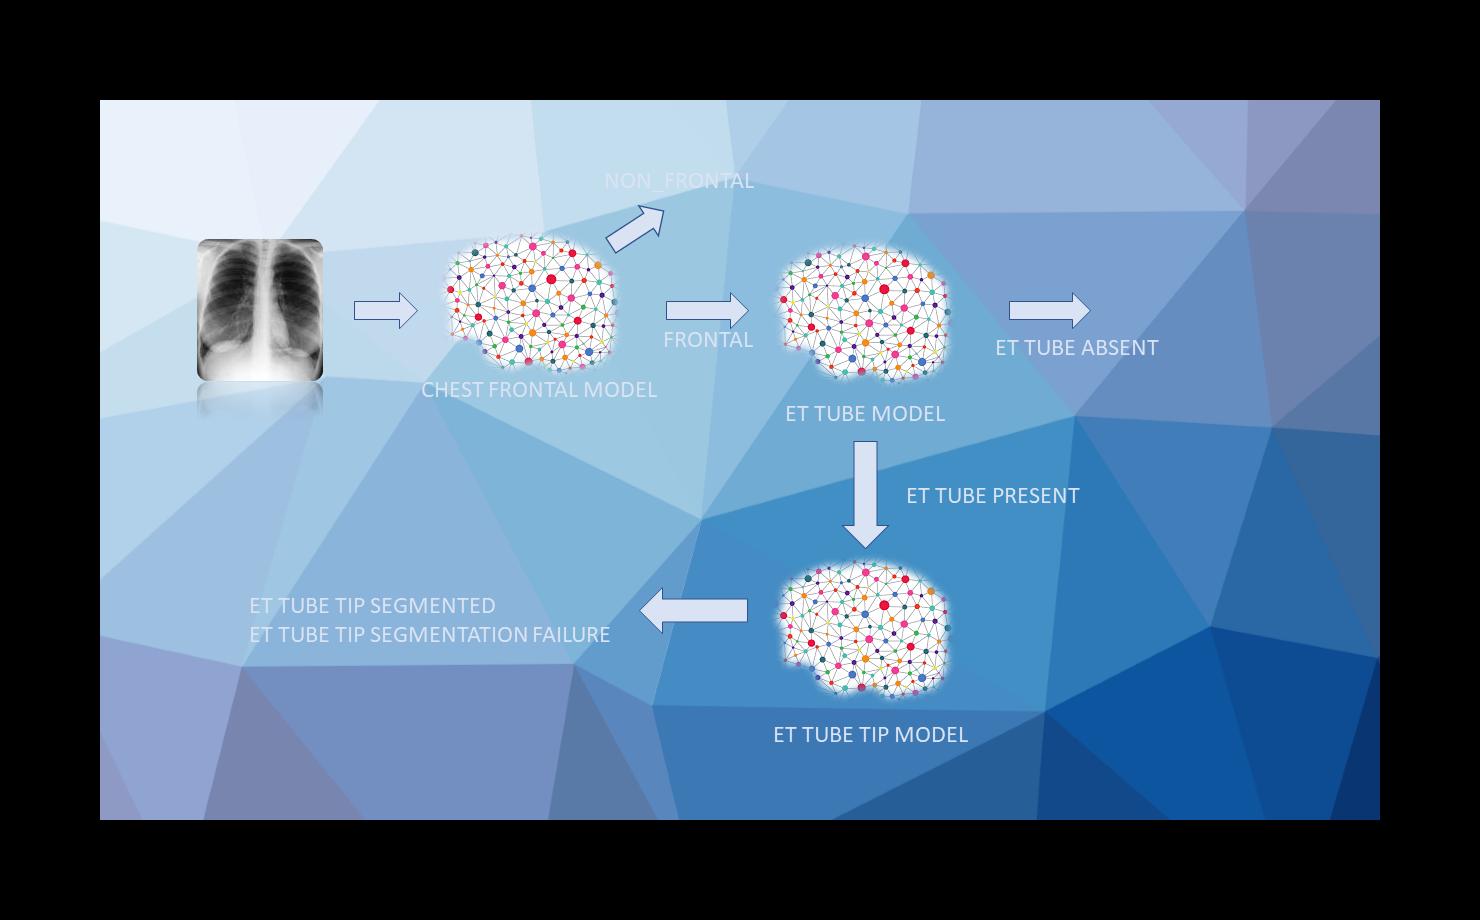 NON_FRONTAL
FRONTAL
CHEST FRONTAL MODEL
ET TUBE ABSENT
ET TUBE MODEL
ET TUBE PRESENT
ET TUBE TIP SEGMENTED
ET TUBE TIP SEGMENTATION FAILURE
ET TUBE TIP MODEL